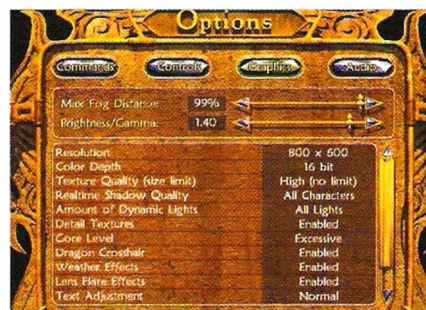 Options
Commands Controls Graphics Audio
Max Fog Distance: 99%
Brightness/Gamma: 1.40
Resolution 800 x 600
Color Depth 16 bit
Texture Quality (size limit) High (no limit)
Realtime Shadow Quality All Characters
Amount of Dynamic Lights All Lights
Detail Textures Enabled
Gore Level Excessive
Dragon Crosshair Enabled
Weather Effects Enabled
Lens Flare Effects Enabled
Text Adjustment Normal